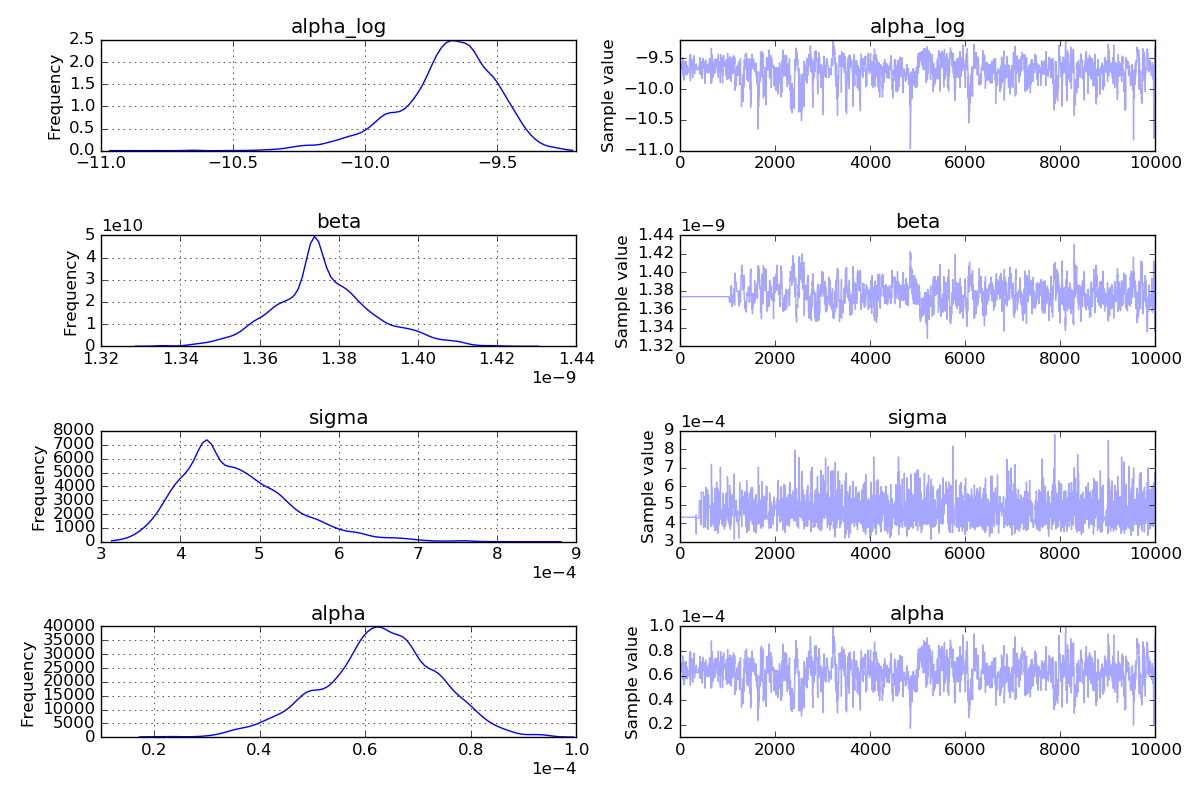 alpha_log
Frequency
2.5
2.0
1.5
1.0
0.5
0.0
−11.0 −10.5 −10.0 −9.5
alpha_log
Sample value
−9.5
−10.0
−10.5
−11.0
0 2000 4000 6000 8000 10000
beta
1e10
Frequency
5
4
3
2
1
0
1.32 1.34 1.36 1.38 1.40 1.42 1.44
1e−9
beta
1e−9
Sample value
1.44
1.42
1.40
1.38
1.36
1.34
1.32
0 2000 4000 6000 8000 10000
sigma
Frequency
8000
7000
6000
5000
4000
3000
2000
1000
0
3 4 5 6 7 8 9
1e−4
sigma
1e−4
Sample value
9
8
7
6
5
4
3
0 2000 4000 6000 8000 10000
alpha
Frequency
40000
35000
30000
25000
20000
15000
10000
5000
0
0.2 0.4 0.6 0.8 1.0
1e−4
alpha
1e−4
Sample value
1.0
0.8
0.6
0.4
0.2
0 2000 4000 6000 8000 10000